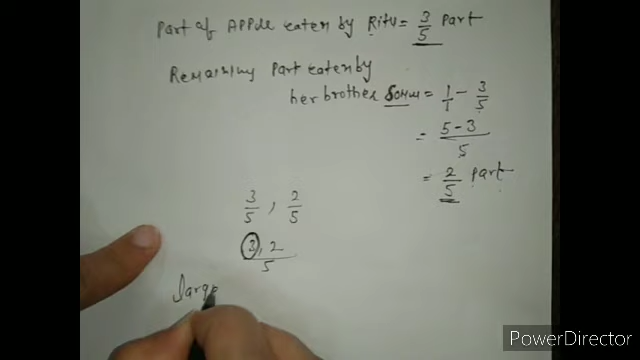 Part of Apple eaten by Ritu = 3/5 Part
Remaining part eaten by
her brother Somu = 1/1 - 3/5
= 5-3/5
= 2/5 part
3/5 , 2/5
3, 2/5
large
PowerDirector